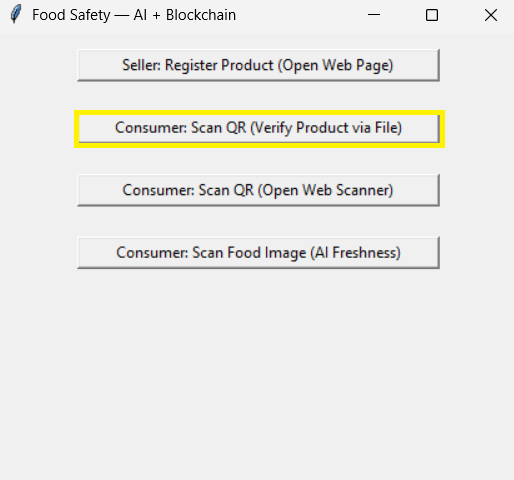 Food Safety — AI + Blockchain
Seller: Register Product (Open Web Page)
Consumer: Scan QR (Verify Product via File)
Consumer: Scan QR (Open Web Scanner)
Consumer: Scan Food Image (AI Freshness)